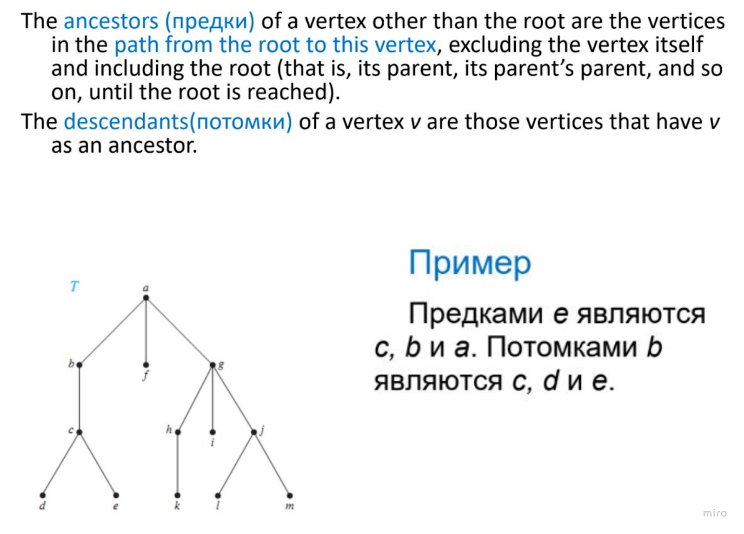 The ancestors (предки) of a vertex other than the root are the vertices
in the path from the root to this vertex, excluding the vertex itself
and including the root (that is, its parent, its parent’s parent, and so
on, until the root is reached).
The descendants(потомки) of a vertex v are those vertices that have v
as an ancestor.
Пример
Предками e являются
c, b и a. Потомками b
являются c, d и e.
T
a
b
f
g
c
h
i
j
d
e
k
l
m
miro